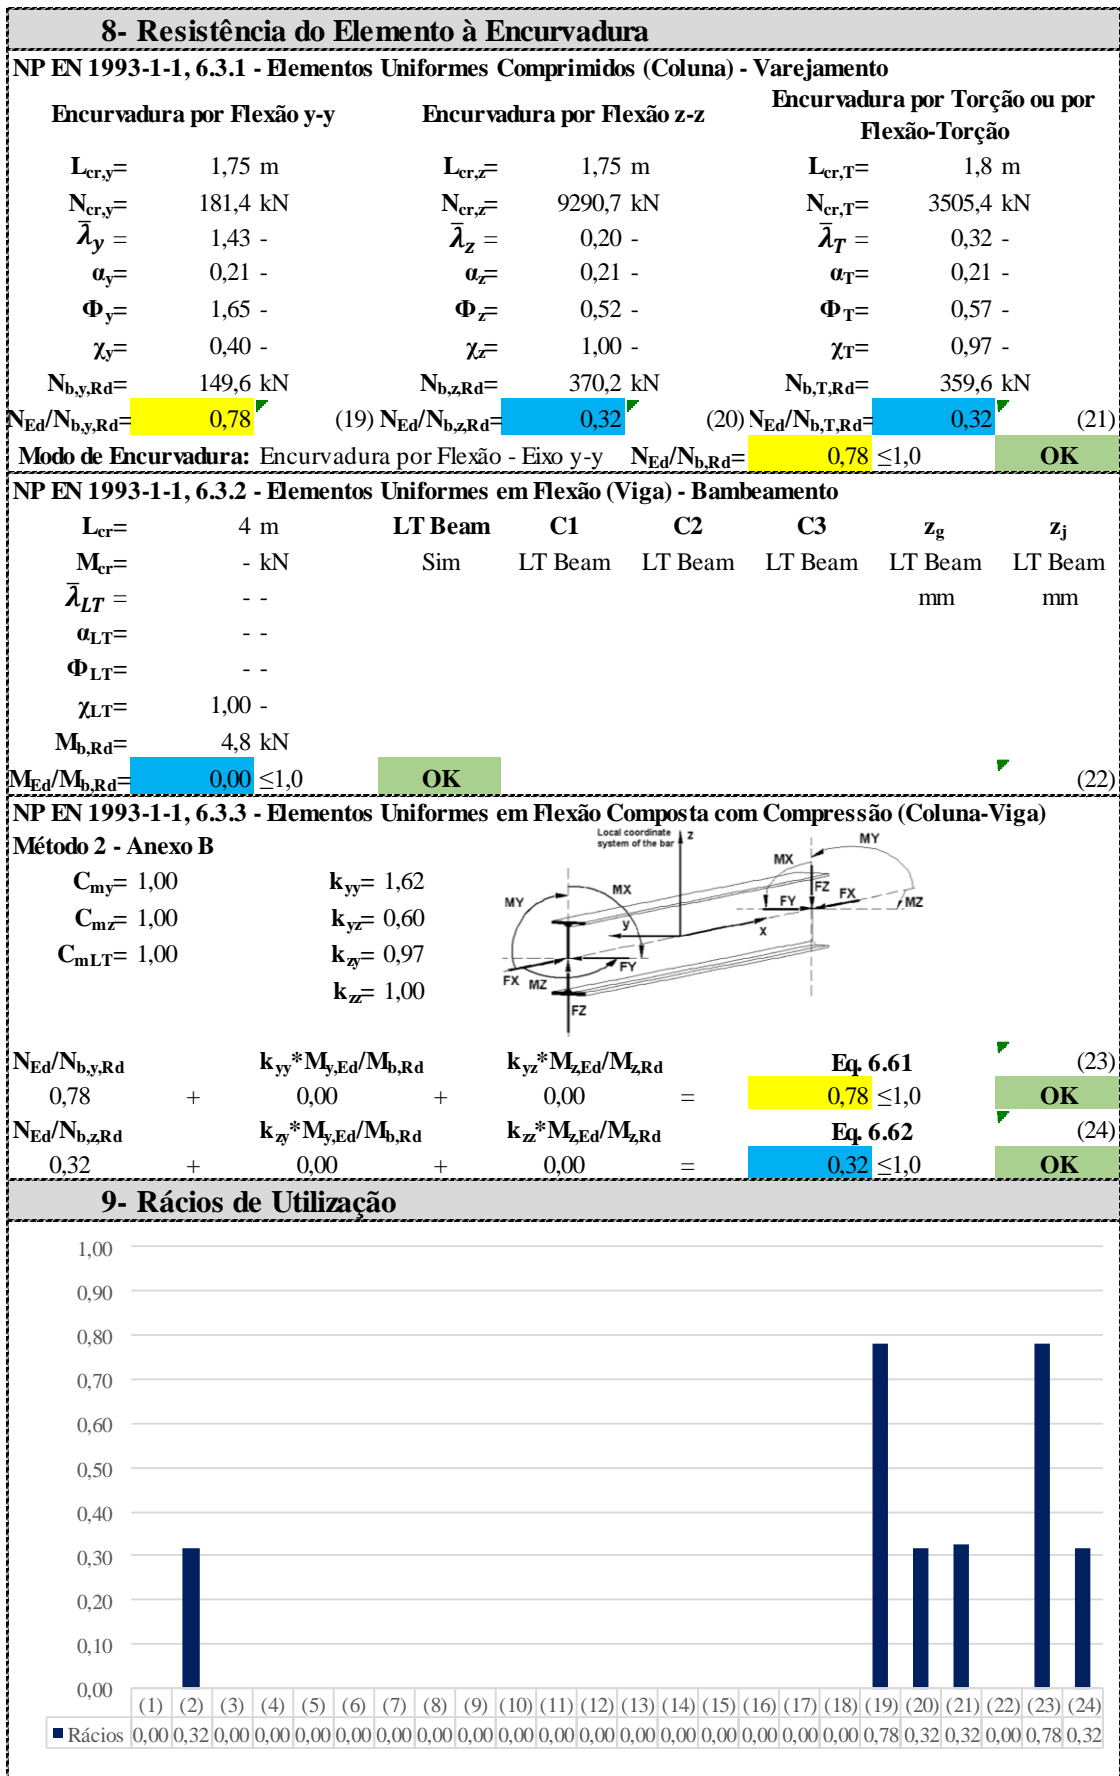 8- Resistência do Elemento à Encurvadura
NP EN 1993-1-1, 6.3.1 - Elementos Uniformes Comprimidos (Coluna) - Varejamento
Encurvadura por Flexão y-y Encurvadura por Flexão z-z Encurvadura por Torção ou por Flexão-Torção
Lcr,y= 1,75 m Lcr,z= 1,75 m Lcr,T= 1,8 m
Ncr,y= 181,4 kN Ncr,z= 9290,7 kN Ncr,T= 3505,4 kN
λ̄y = 1,43 - λ̄z = 0,20 - λ̄T = 0,32 -
αy= 0,21 - αz= 0,21 - αT= 0,21 -
Φy= 1,65 - Φz= 0,52 - ΦT= 0,57 -
χy= 0,40 - χz= 1,00 - χT= 0,97 -
Nb,y,Rd= 149,6 kN Nb,z,Rd= 370,2 kN Nb,T,Rd= 359,6 kN
NEd/Nb,y,Rd= 0,78 (19) NEd/Nb,z,Rd= 0,32 (20) NEd/Nb,T,Rd= 0,32 (21)
Modo de Encurvadura: Encurvadura por Flexão - Eixo y-y NEd/Nb,Rd= 0,78 ≤1,0 OK
NP EN 1993-1-1, 6.3.2 - Elementos Uniformes em Flexão (Viga) - Bambeamento
Lcr= 4 m LT Beam C1 C2 C3 zg zj
Mcr= - kN Sim LT Beam LT Beam LT Beam LT Beam LT Beam
λ̄LT = - - mm mm
αLT= - -
ΦLT= - -
χLT= 1,00 -
Mb,Rd= 4,8 kN
MEd/Mb,Rd= 0,00 ≤1,0 OK (22)
NP EN 1993-1-1, 6.3.3 - Elementos Uniformes em Flexão Composta com Compressão (Coluna-Viga)
Método 2 - Anexo B
Cmy= 1,00 kyy= 1,62
Cmz= 1,00 kyz= 0,60
CmLT= 1,00 kzy= 0,97
kzz= 1,00
Local coordinate system of the bar z
MY
MX
FZ
FX
FY
MZ
MX
MY
y
x
FY
FX
MZ
FZ
NEd/Nb,y,Rd kyy*My,Ed/Mb,Rd kyz*Mz,Ed/Mz,Rd Eq. 6.61 (23)
0,78 + 0,00 + 0,00 = 0,78 ≤1,0 OK
NEd/Nb,z,Rd kzy*My,Ed/Mb,Rd kzz*Mz,Ed/Mz,Rd Eq. 6.62 (24)
0,32 + 0,00 + 0,00 = 0,32 ≤1,0 OK
9- Rácios de Utilização
1,00
0,90
0,80
0,70
0,60
0,50
0,40
0,30
0,20
0,10
0,00
(1) (2) (3) (4) (5) (6) (7) (8) (9) (10) (11) (12) (13) (14) (15) (16) (17) (18) (19) (20) (21) (22) (23) (24)
Rácios 0,00 0,32 0,00 0,00 0,00 0,00 0,00 0,00 0,00 0,00 0,00 0,00 0,00 0,00 0,00 0,00 0,00 0,00 0,78 0,32 0,32 0,00 0,78 0,32